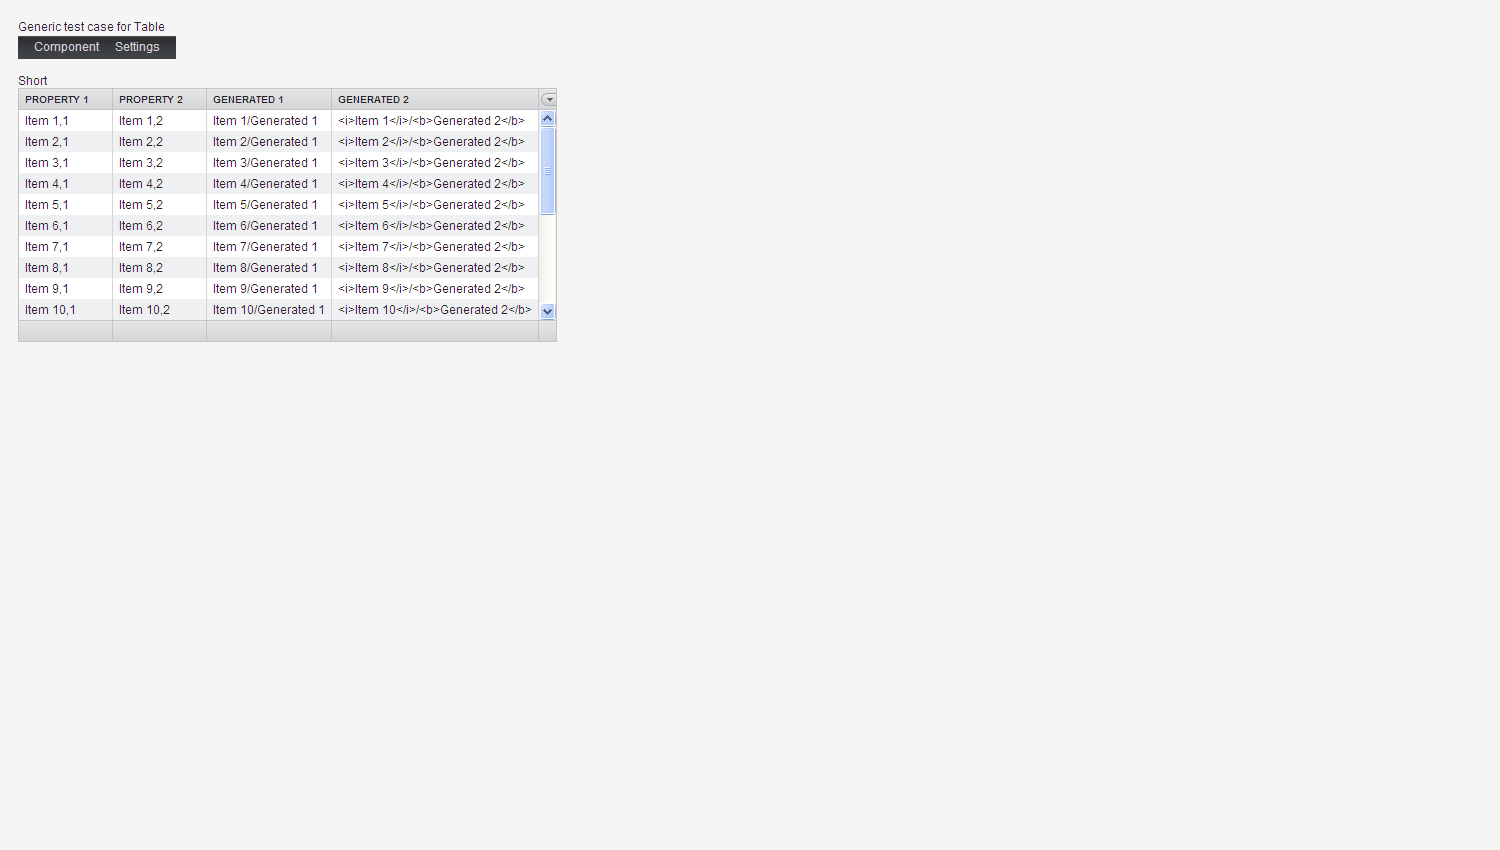 Generic test case for Table
Component Settings
Short
PROPERTY 1 PROPERTY 2 GENERATED 1 GENERATED 2
Item 1,1 Item 1,2 Item 1/Generated 1 <i>Item 1</i>/<b>Generated 2</b>
Item 2,1 Item 2,2 Item 2/Generated 1 <i>Item 2</i>/<b>Generated 2</b>
Item 3,1 Item 3,2 Item 3/Generated 1 <i>Item 3</i>/<b>Generated 2</b>
Item 4,1 Item 4,2 Item 4/Generated 1 <i>Item 4</i>/<b>Generated 2</b>
Item 5,1 Item 5,2 Item 5/Generated 1 <i>Item 5</i>/<b>Generated 2</b>
Item 6,1 Item 6,2 Item 6/Generated 1 <i>Item 6</i>/<b>Generated 2</b>
Item 7,1 Item 7,2 Item 7/Generated 1 <i>Item 7</i>/<b>Generated 2</b>
Item 8,1 Item 8,2 Item 8/Generated 1 <i>Item 8</i>/<b>Generated 2</b>
Item 9,1 Item 9,2 Item 9/Generated 1 <i>Item 9</i>/<b>Generated 2</b>
Item 10,1 Item 10,2 Item 10/Generated 1 <i>Item 10</i>/<b>Generated 2</b>